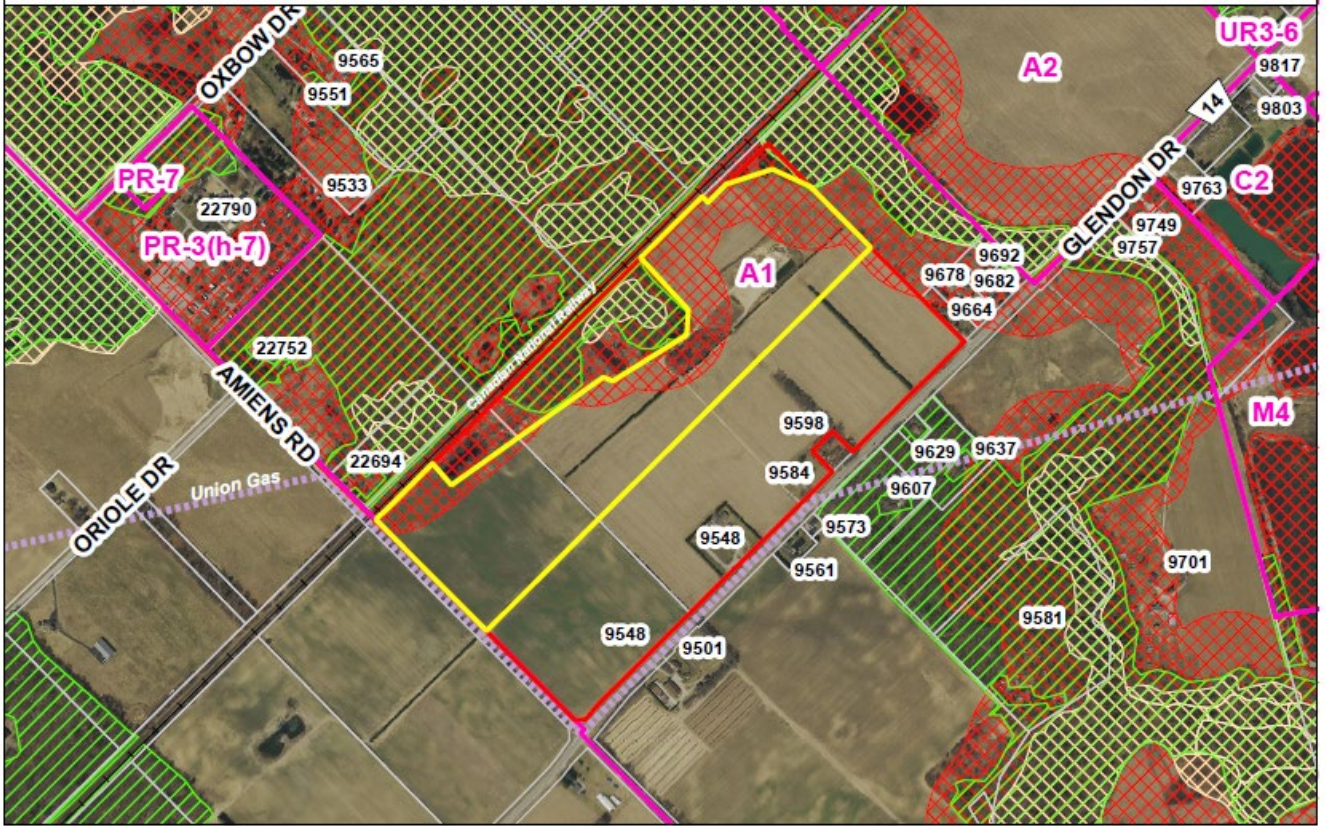 UR3-6
OXBOW DR
9565
A2
9817
9551
14
9803
PR-7
9533
GLENDON DR
C2
9763
22790
9749
PR-3(h-7)
9757
9692
A1
9678
9682
9664
Canadian National Railway
22752
AMIENS RD
M4
9598
9629
9637
22694
9584
Union Gas
9607
ORIOLE DR
9573
9548
9561
9701
9581
9548
9501